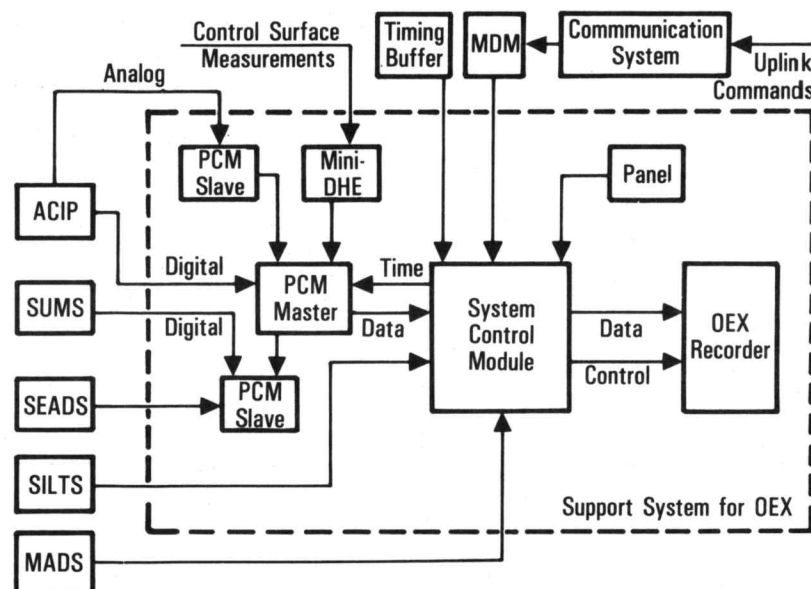 Control Surface
Measurements
Timing
Buffer
MDM
Commmunication
System
Uplink
Commands
Analog
PCM
Slave
Mini-
DHE
Panel
ACIP
Digital
PCM
Master
Time
Data
System
Control
Module
Data
Control
OEX
Recorder
SUMS
Digital
SEADS
PCM
Slave
SILTS
Support System for OEX
MADS